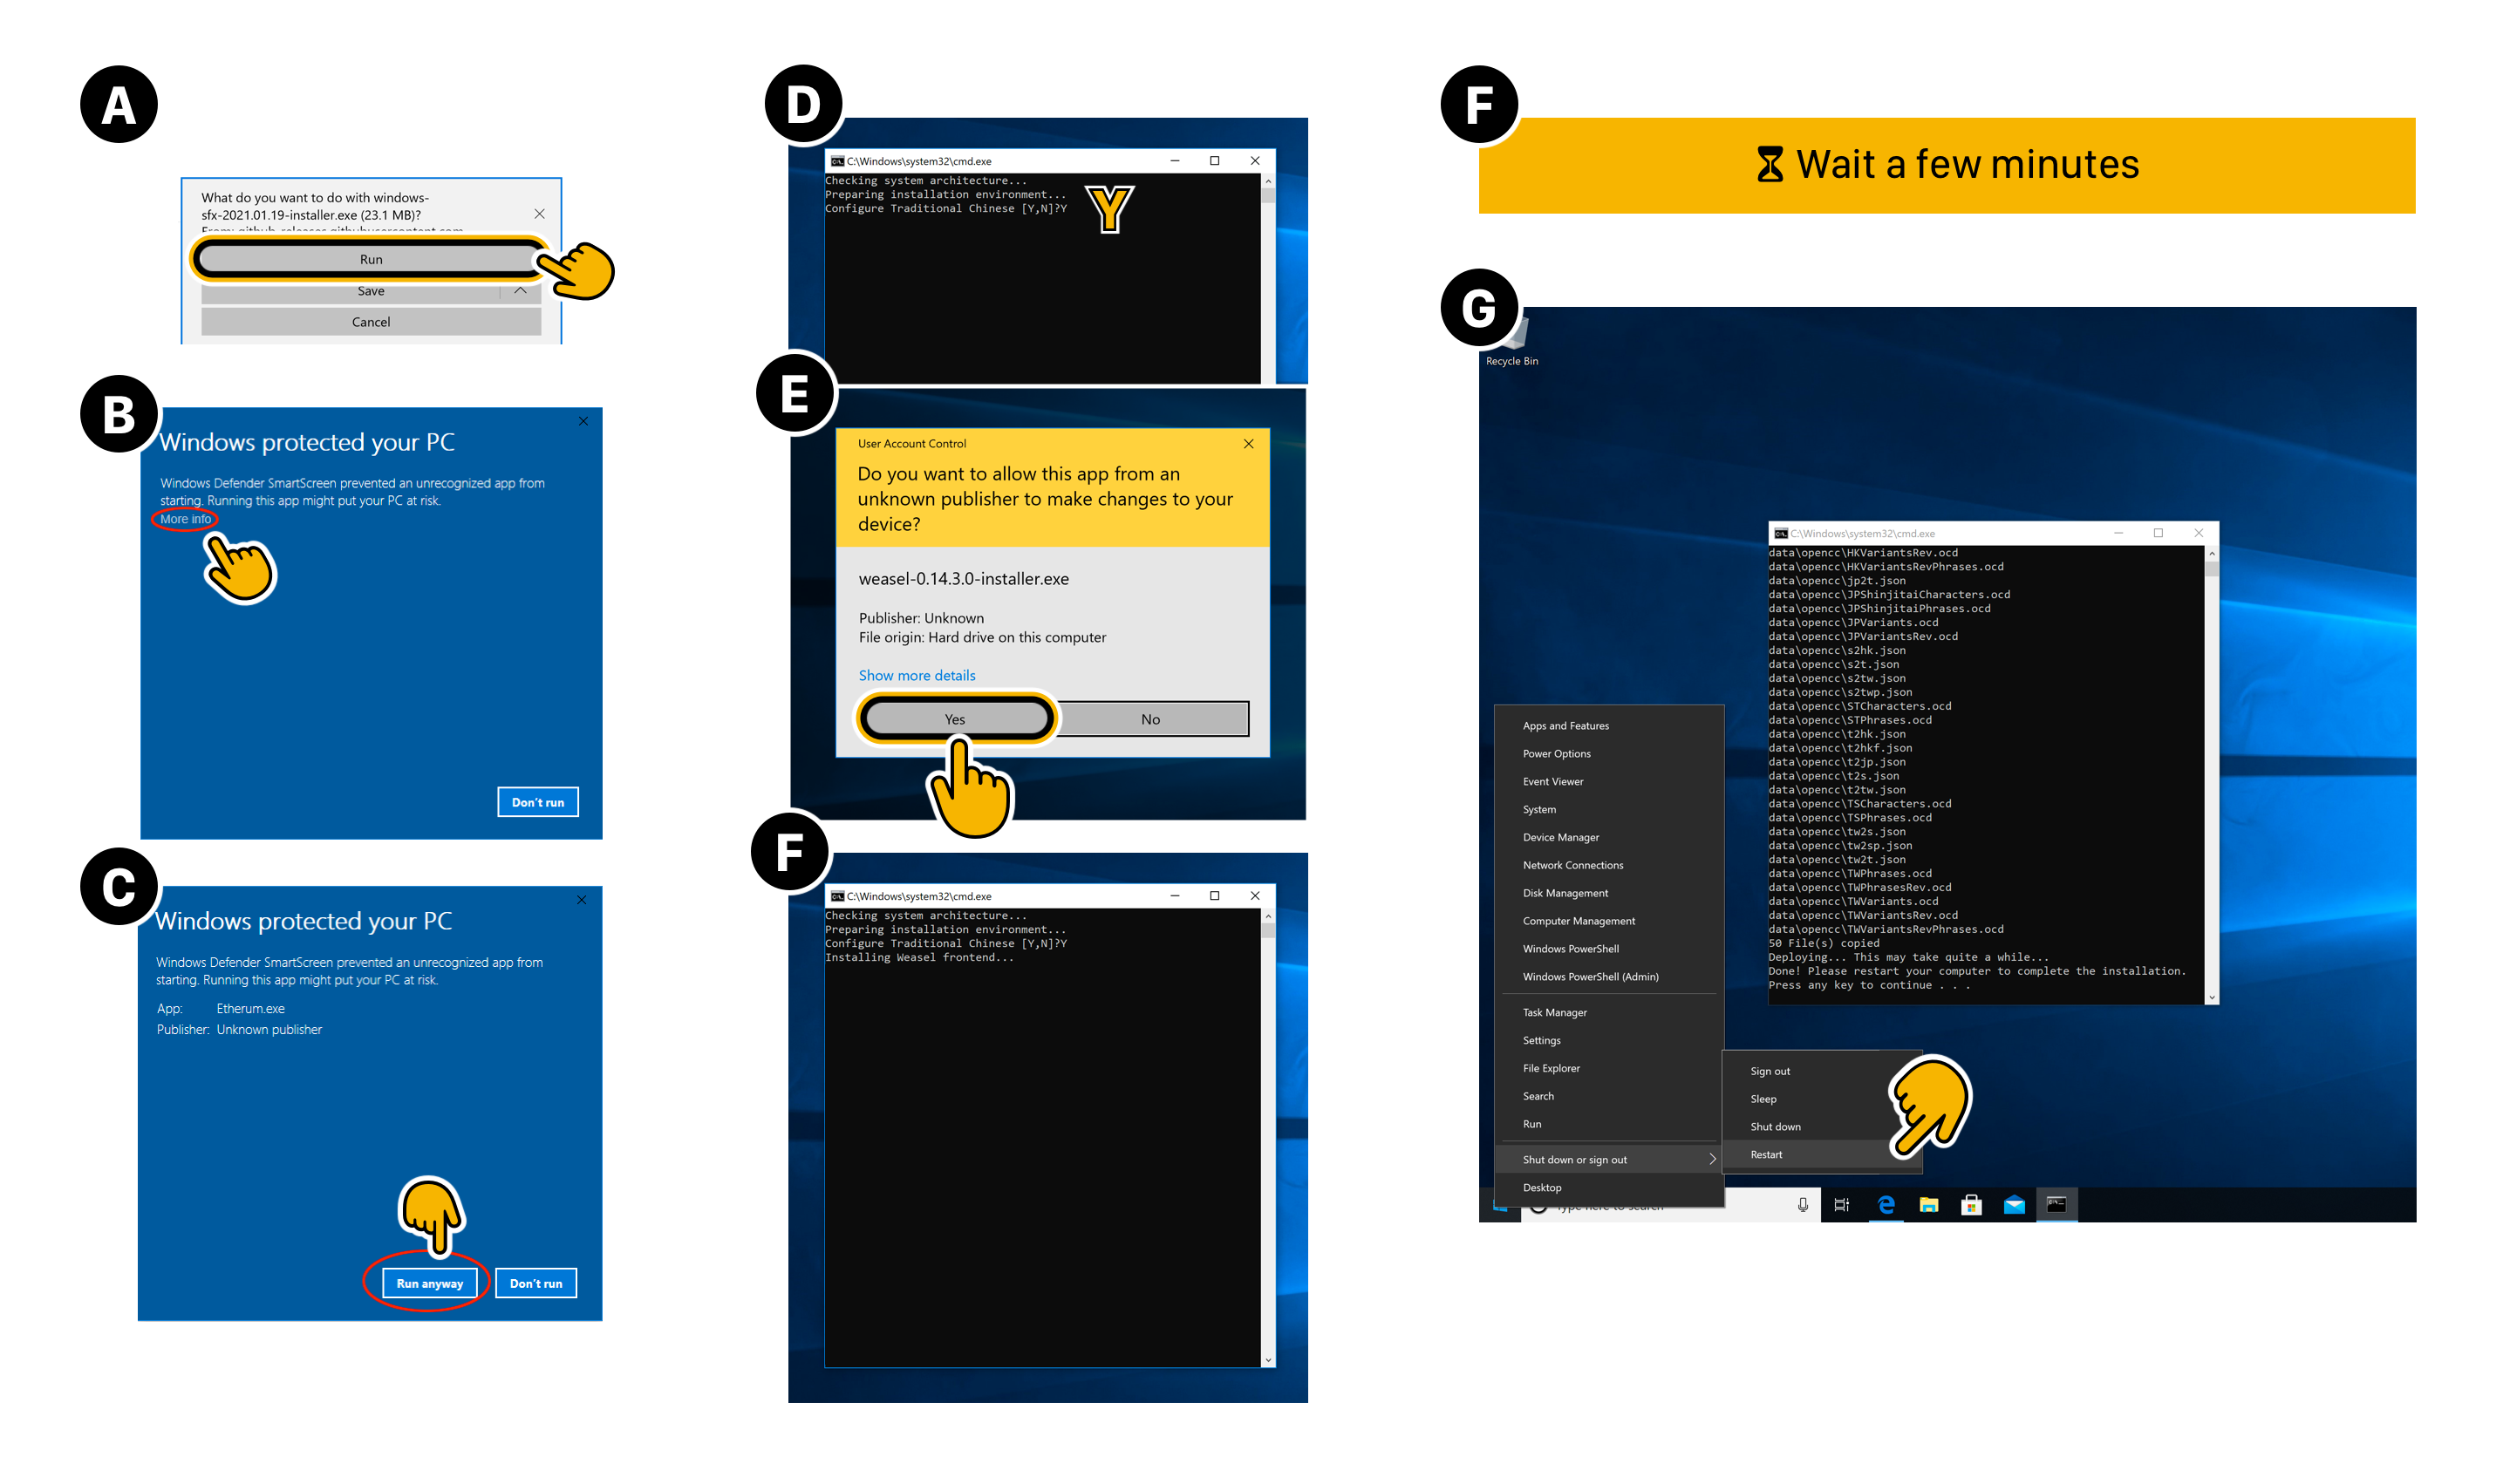 A
What do you want to do with windows-
sfx-2021.01.19-installer.exe (23.1 MB)?
From: github-releases.githubusercontent.com
Run
Save
Cancel
B
Windows protected your PC
Windows Defender SmartScreen prevented an unrecognized app from
starting. Running this app might put your PC at risk.
More info
Don't run
C
Windows protected your PC
Windows Defender SmartScreen prevented an unrecognized app from
starting. Running this app might put your PC at risk.
App: Etherum.exe
Publisher: Unknown publisher
Run anyway
Don't run
D
C:\Windows\system32\cmd.exe
Checking system architecture...
Preparing installation environment...
Configure Traditional Chinese [Y,N]?Y
Y
E
User Account Control
Do you want to allow this app from an
unknown publisher to make changes to your
device?
weasel-0.14.3.0-installer.exe
Publisher: Unknown
File origin: Hard drive on this computer
Show more details
Yes
No
F
C:\Windows\system32\cmd.exe
Checking system architecture...
Preparing installation environment...
Configure Traditional Chinese [Y,N]?Y
Installing Weasel frontend...
F
Wait a few minutes
G
Recycle Bin
C:\Windows\system32\cmd.exe
data\opencc\HKVariantsRev.ocd
data\opencc\HKVariantsRevPhrases.ocd
data\opencc\jp2t.json
data\opencc\JPShinjitaiCharacters.ocd
data\opencc\JPShinjitaiPhrases.ocd
data\opencc\JPVariants.ocd
data\opencc\JPVariantsRev.ocd
data\opencc\s2hk.json
data\opencc\s2t.json
data\opencc\s2tw.json
data\opencc\s2twp.json
data\opencc\STCharacters.ocd
data\opencc\STPhrases.ocd
data\opencc\t2hk.json
data\opencc\t2hkf.json
data\opencc\t2jp.json
data\opencc\t2s.json
data\opencc\t2tw.json
data\opencc\TSCharacters.ocd
data\opencc\TSPhrases.ocd
data\opencc\tw2s.json
data\opencc\tw2sp.json
data\opencc\tw2t.json
data\opencc\TWPhrases.ocd
data\opencc\TWPhrasesRev.ocd
data\opencc\TWVariants.ocd
data\opencc\TWVariantsRev.ocd
data\opencc\TWVariantsRevPhrases.ocd
50 File(s) copied
Deploying... This may take quite a while...
Done! Please restart your computer to complete the installation.
Press any key to continue . . .
Apps and Features
Power Options
Event Viewer
System
Device Manager
Network Connections
Disk Management
Computer Management
Windows PowerShell
Windows PowerShell (Admin)
Task Manager
Settings
File Explorer
Search
Run
Shut down or sign out
Desktop
Sign out
Sleep
Shut down
Restart
Type here to search